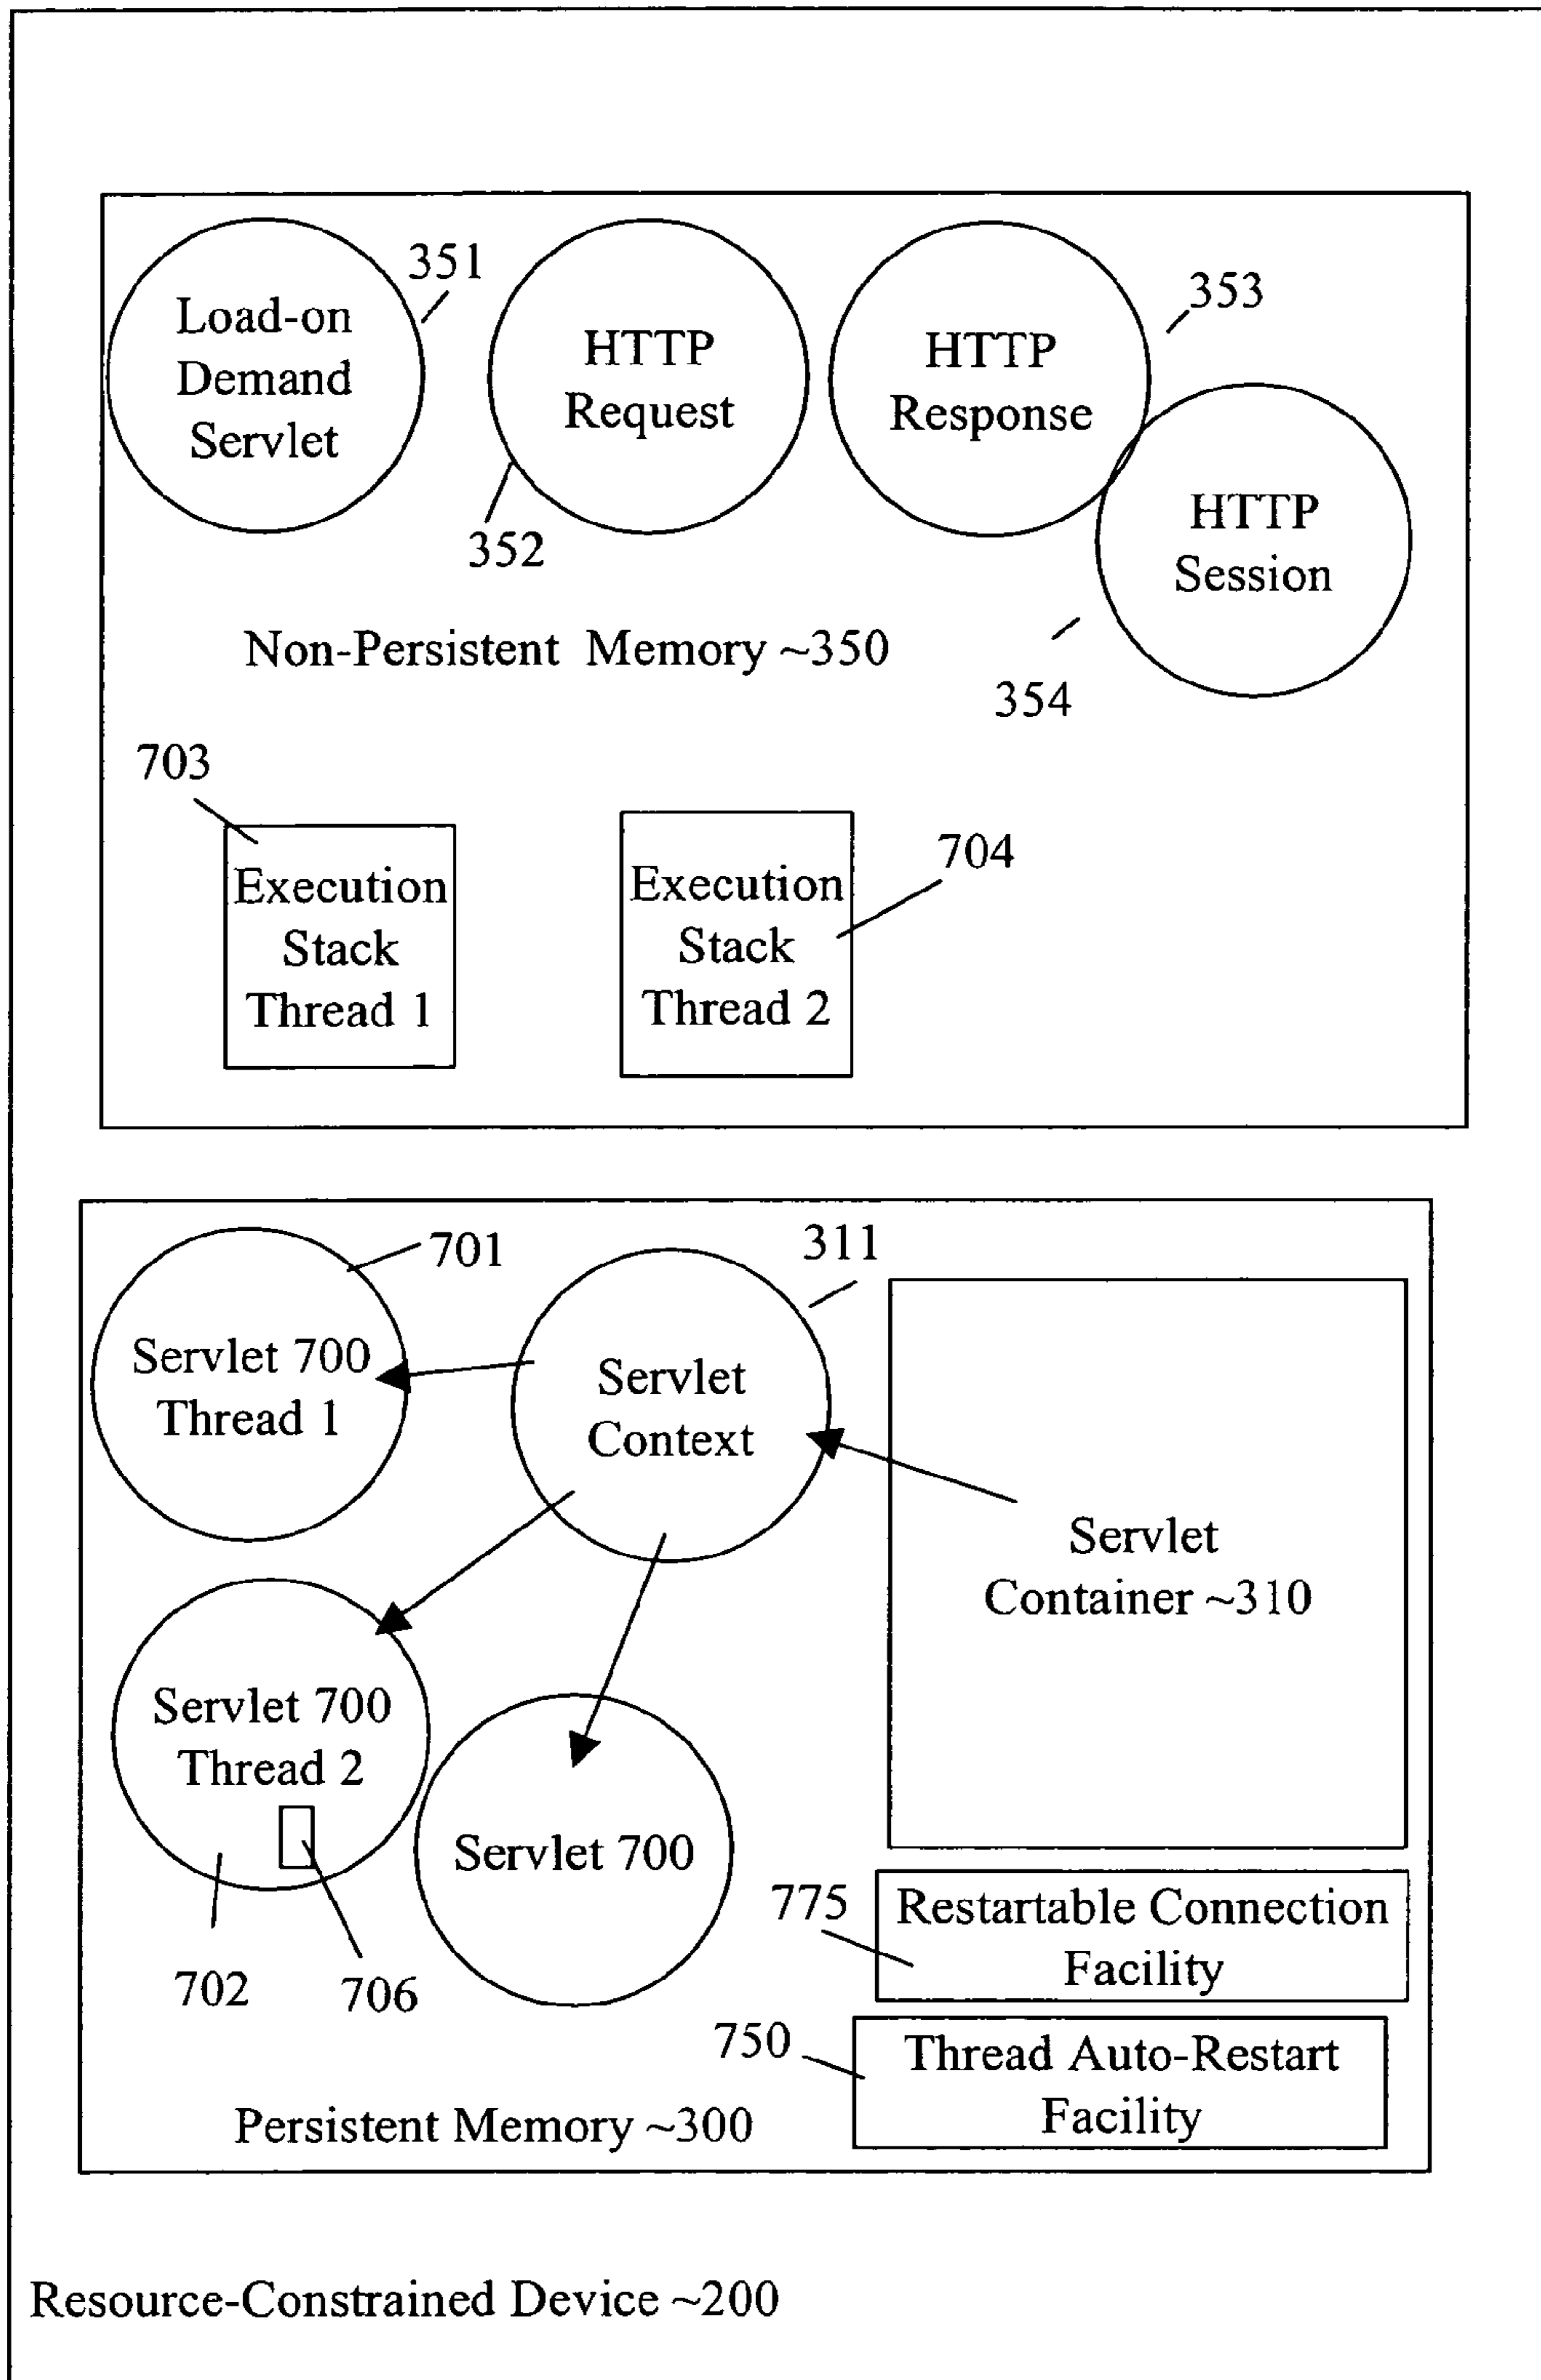 351
353
Load-on
Demand
Servlet
HTTP
Request
HTTP
Response
352
HTTP
Session
Non-Persistent Memory ~350
354
703
704
Execution
Stack
Thread 1
Execution
Stack
Thread 2
701
311
Servlet 700
Thread 1
Servlet
Context
Servlet
Container ~310
Servlet 700
Thread 2
Servlet 700
702
706
775
Restartable Connection
Facility
750
Thread Auto-Restart
Facility
Persistent Memory ~300
Resource-Constrained Device ~200